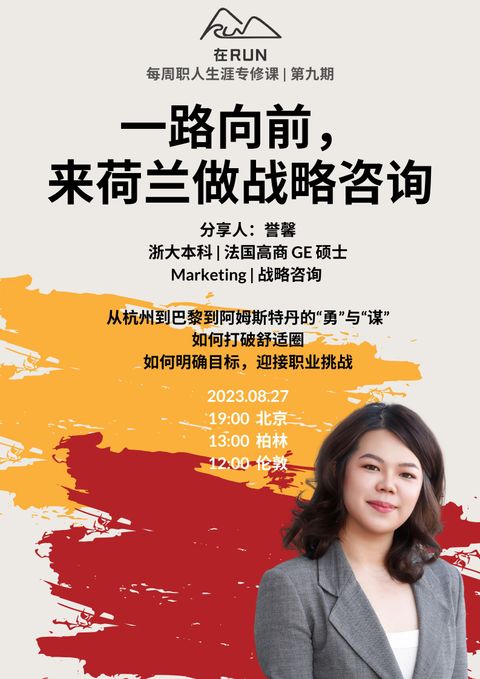 RUN
在RUN
每周职人生涯专修课 | 第九期
一路向前，
来荷兰做战略咨询
分享人：誉馨
浙大本科 | 法国高商 GE 硕士
Marketing | 战略咨询
从杭州到巴黎到阿姆斯特丹的“勇”与“谋”
如何打破舒适圈
如何明确目标，迎接职业挑战
2023.08.27
19:00 北京
13:00 柏林
12:00 伦敦